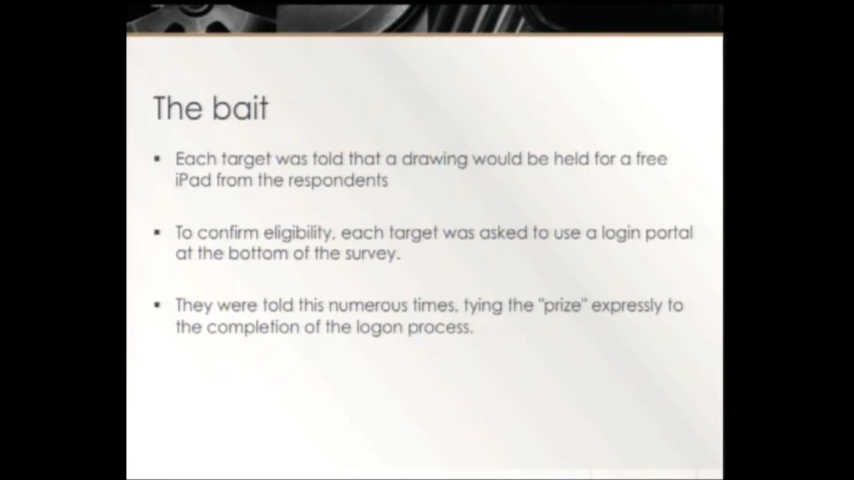 The bait
▪ Each target was told that a drawing would be held for a free
iPad from the respondents
▪ To confirm eligibility, each target was asked to use a login portal
at the bottom of the survey.
▪ They were told this numerous times, tying the "prize" expressly to
the completion of the logon process.